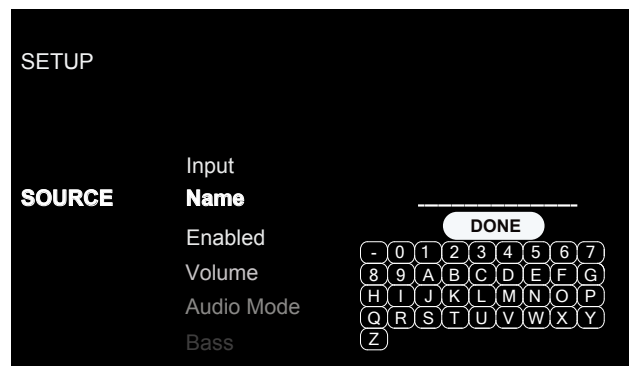 SETUP
Input
SOURCE Name _____________
DONE
Enabled
- 0 1 2 3 4 5 6 7
Volume
8 9 A B C D E F G
H I J K L M N O P
Audio Mode
Q R S T U V W X Y
Bass
Z